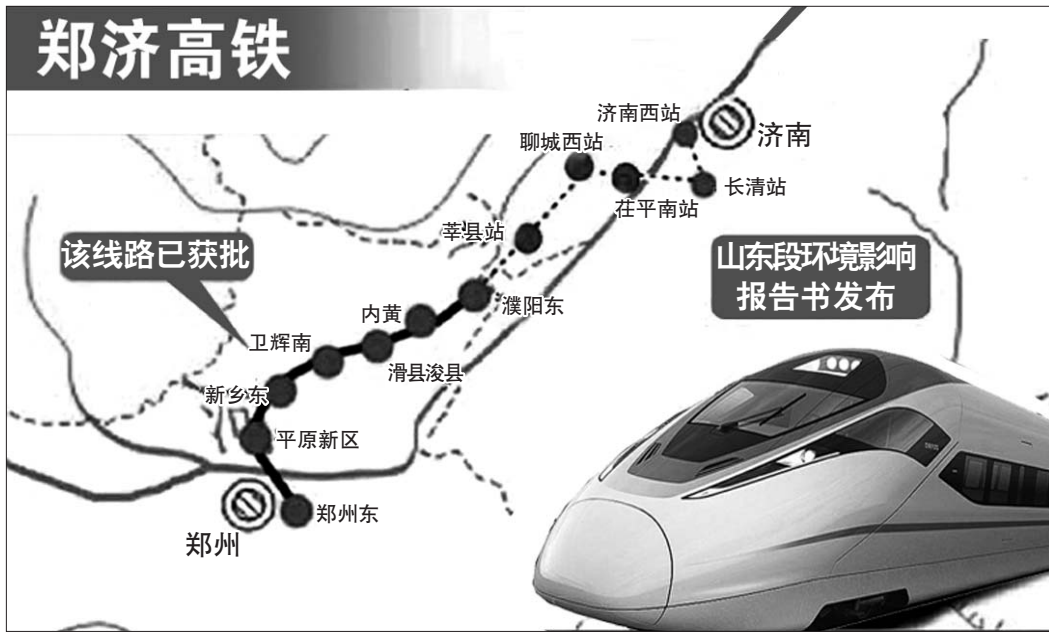 郑济高铁
济南西站
济南
聊城西站
长清站
茌平南站
莘县站
该线路已获批
山东段环境影响
报告书发布
濮阳东
内黄
卫辉南
滑县浚县
新乡东
平原新区
郑州东
郑州